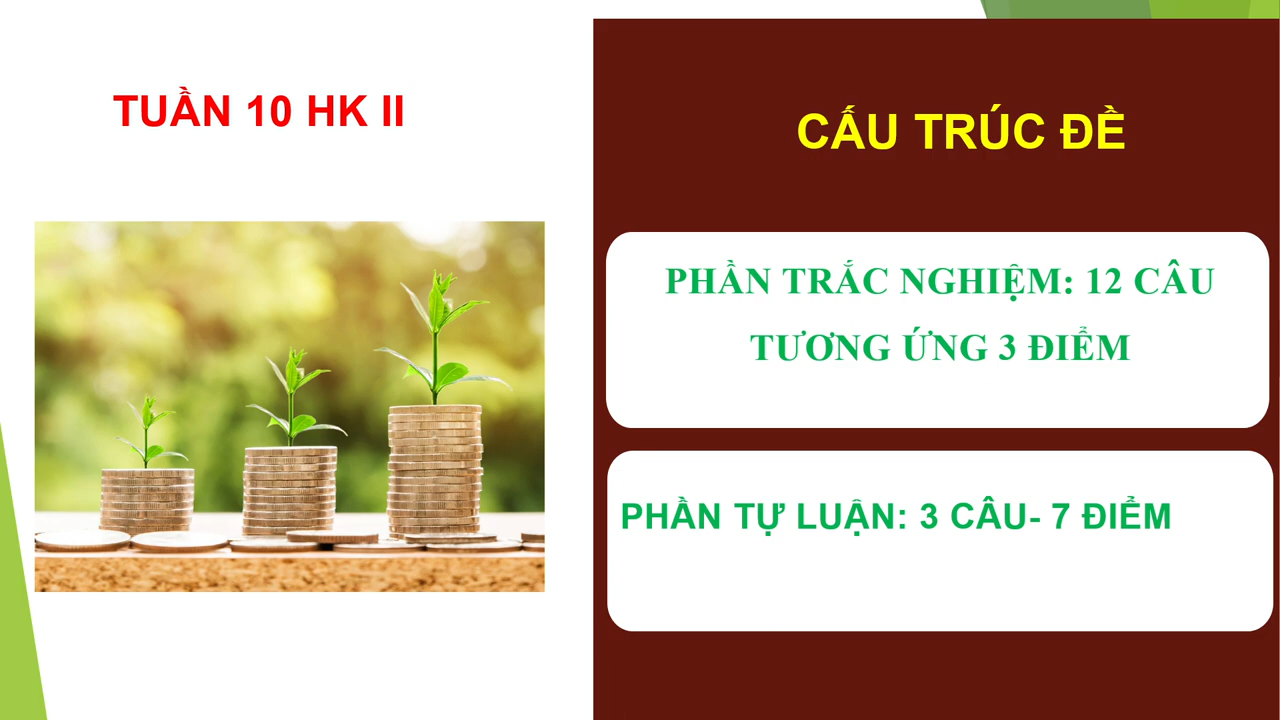 TUẦN 10 HK II
CẤU TRÚC ĐỀ
PHẦN TRẮC NGHIỆM: 12 CÂU
TƯƠNG ỨNG 3 ĐIỂM
PHẦN TỰ LUẬN: 3 CÂU- 7 ĐIỂM